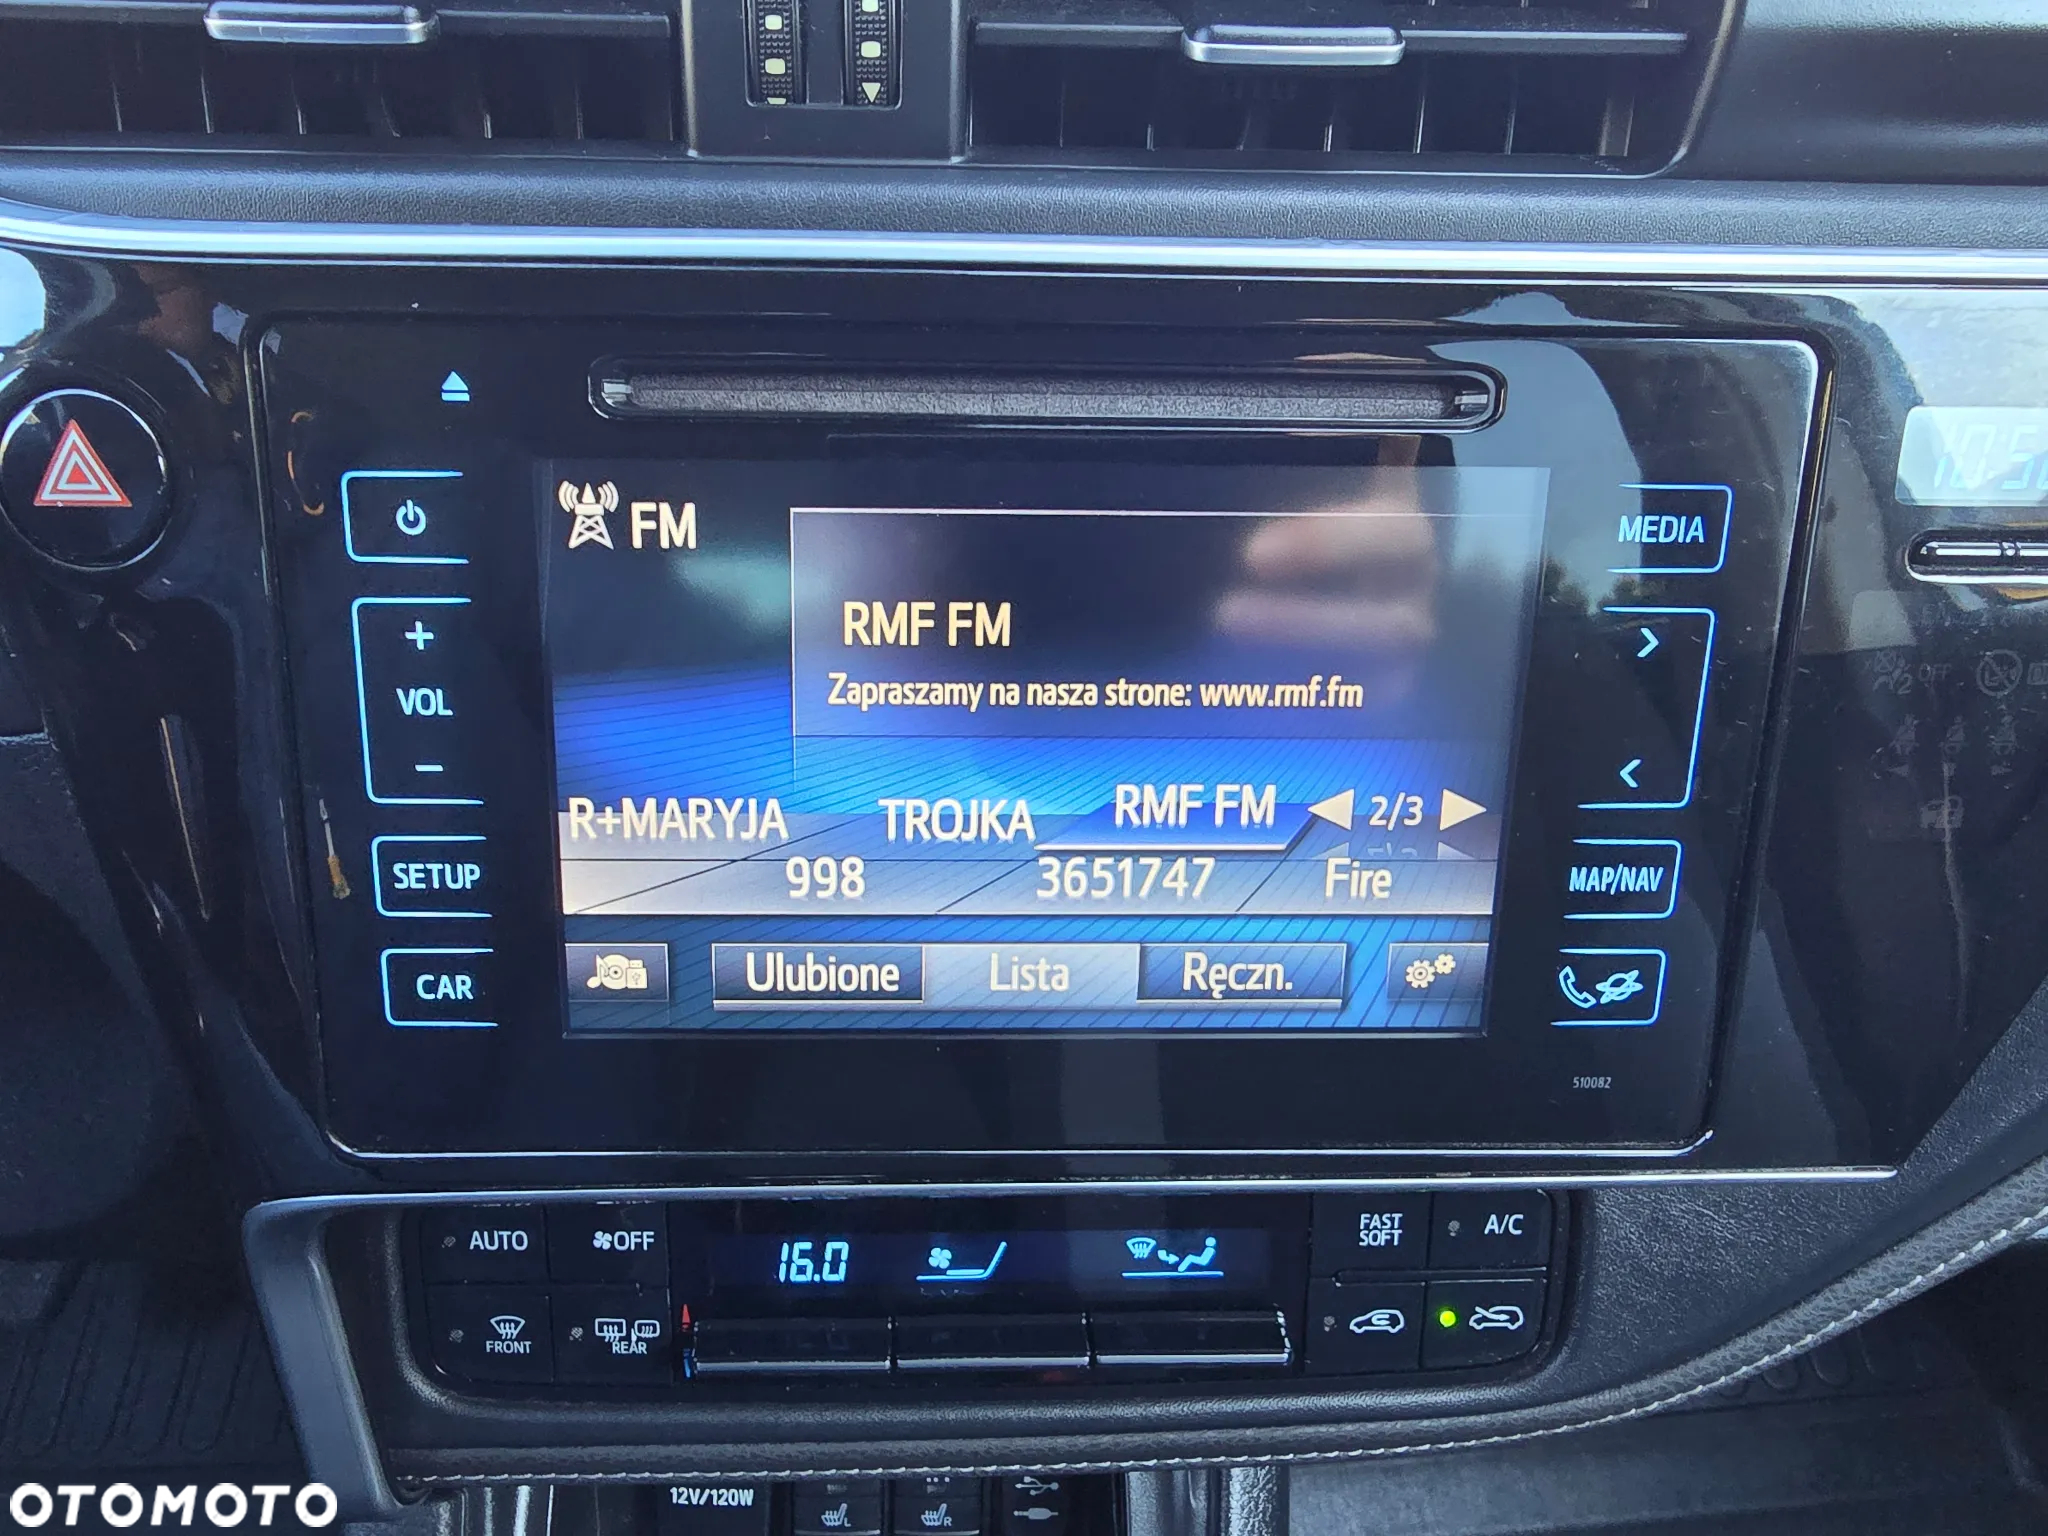 FM
RMF FM
Zapraszamy na nasza strone: www.rmf.fm
R+MARYJA TROJKA RMF FM 2/3
998 3651747 Fire
Ulubione Lista Ręczn.
VOL
SETUP
CAR
MEDIA
MAP/NAV
510082
OFF
AUTO OFF 16.0 FAST SOFT A/C
FRONT REAR
12V/120W
L R
OTOMOTO